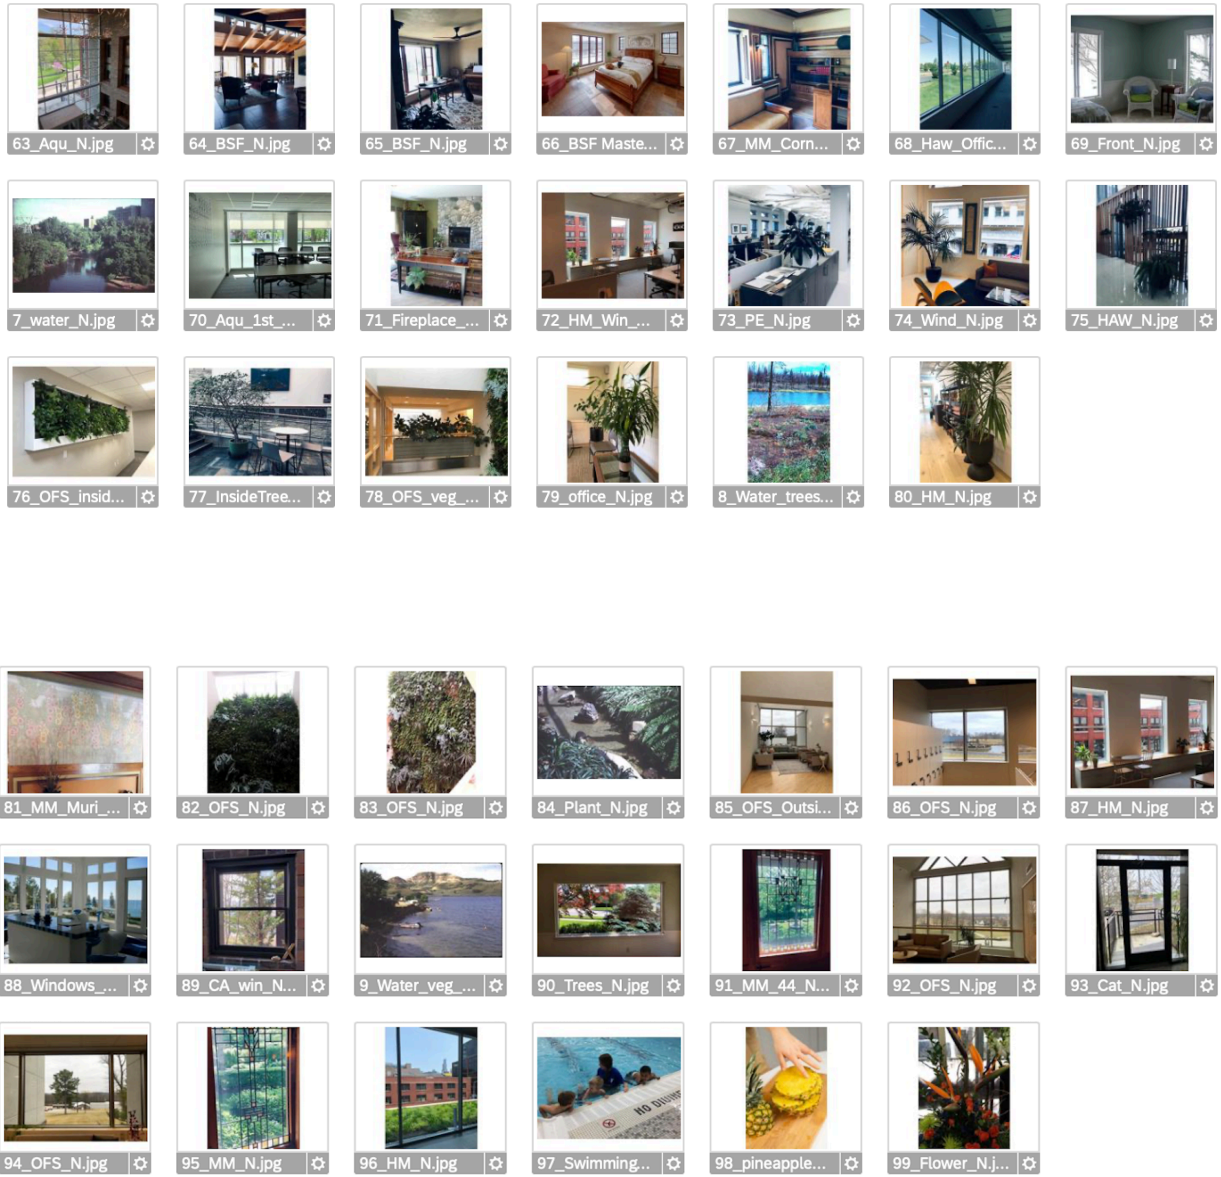 63_Aqu_N.jpg
64_BSF_N.jpg
65_BSF_N.jpg
66_BSF Maste...
67_MM_Corn...
68_Haw_Offic...
69_Front_N.jpg
7_water_N.jpg
70_Aqu_1st_...
71_Fireplace_...
72_HM_Win_...
73_PE_N.jpg
74_Wind_N.jpg
75_HAW_N.jpg
76_OFS_insid...
77_InsideTree...
78_OFS_veg_...
79_office_N.jpg
8_Water_trees...
80_HM_N.jpg
81_MM_Muri_...
82_OFS_N.jpg
83_OFS_N.jpg
84_Plant_N.jpg
85_OFS_Outsi...
86_OFS_N.jpg
87_HM_N.jpg
88_Windows_...
89_CA_win_N...
9_Water_veg_...
90_Trees_N.jpg
91_MM_44_N...
92_OFS_N.jpg
93_Cat_N.jpg
94_OFS_N.jpg
95_MM_N.jpg
96_HM_N.jpg
NO DIVING
97_Swimming...
98_pineapple...
99_Flower_N.j...